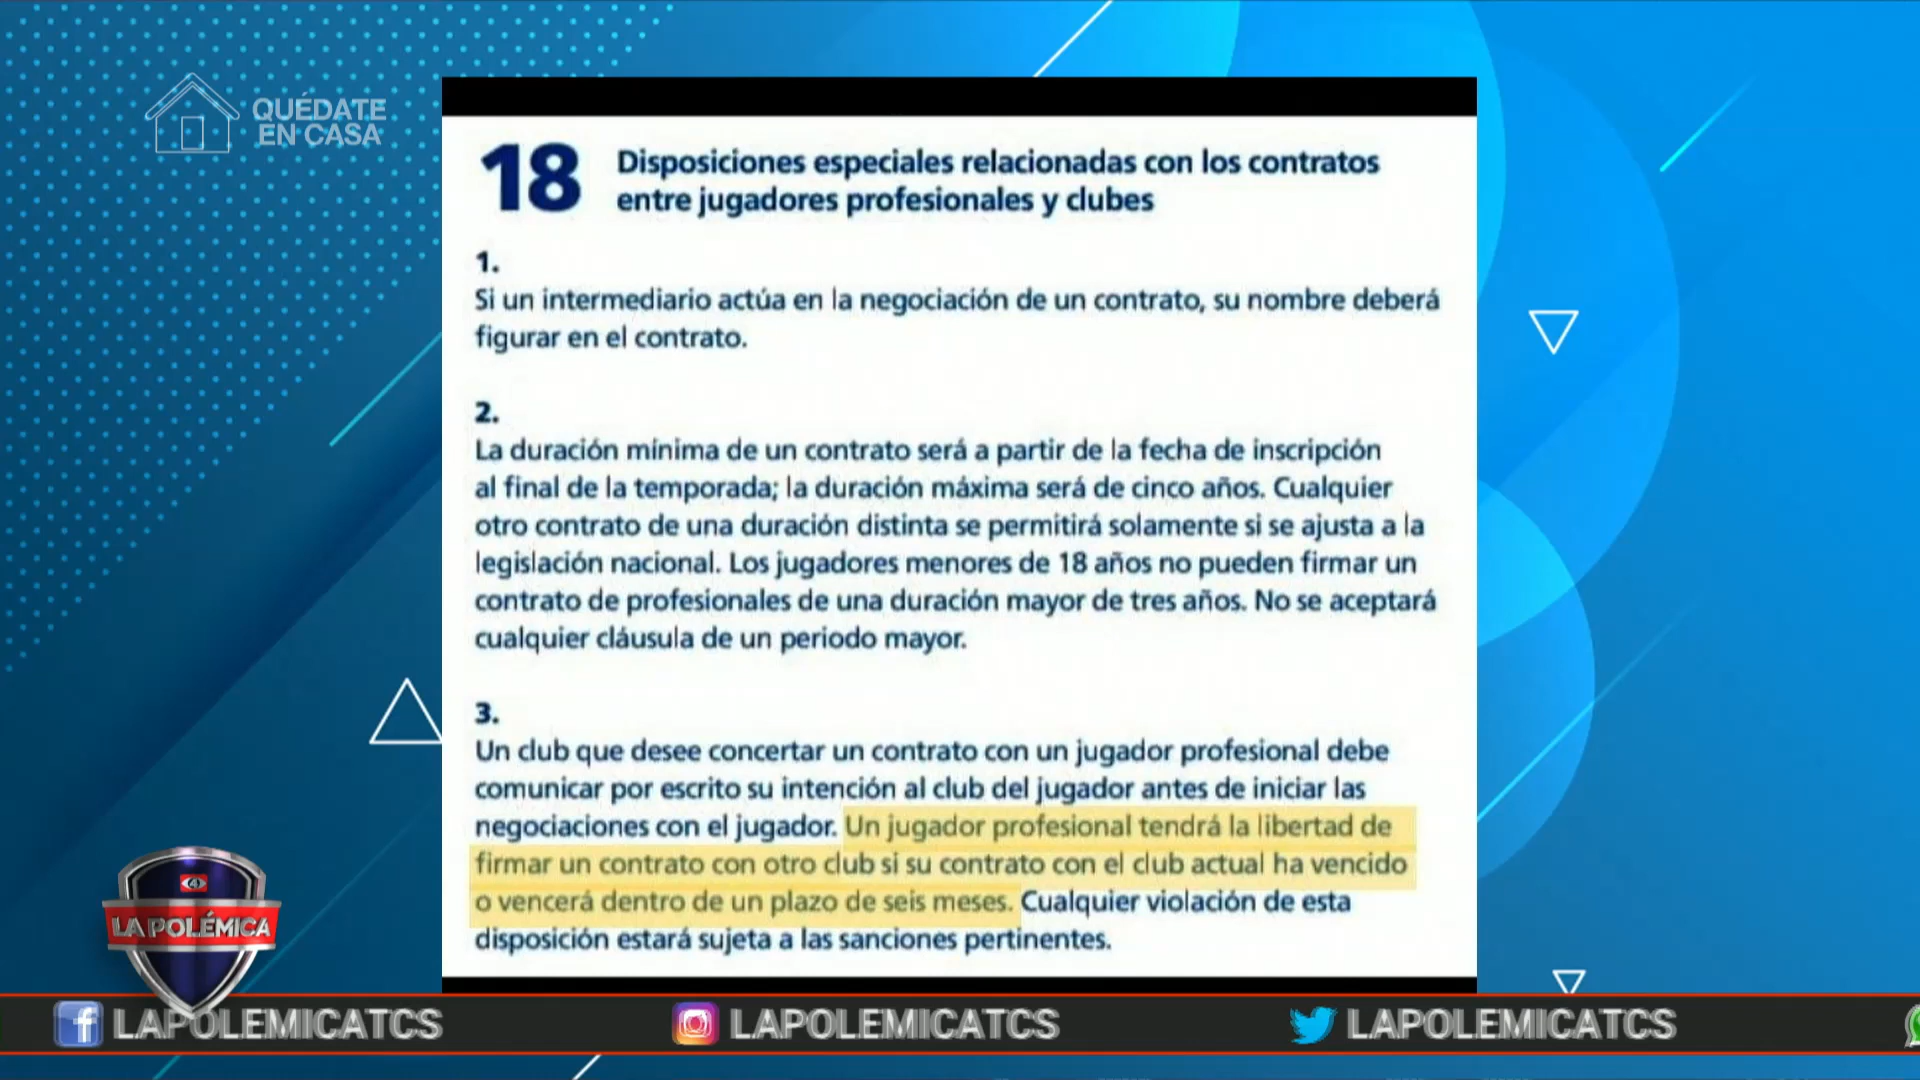 QUÉDATE
EN CASA
18
Disposiciones especiales relacionadas con los contratos
entre jugadores profesionales y clubes
1.
Si un intermediario actúa en la negociación de un contrato, su nombre deberá
figurar en el contrato.
2.
La duración mínima de un contrato será a partir de la fecha de inscripción
al final de la temporada; la duración máxima será de cinco años. Cualquier
otro contrato de una duración distinta se permitirá solamente si se ajusta a la
legislación nacional. Los jugadores menores de 18 años no pueden firmar un
contrato de profesionales de una duración mayor de tres años. No se aceptará
cualquier cláusula de un periodo mayor.
3.
Un club que desee concertar un contrato con un jugador profesional debe
comunicar por escrito su intención al club del jugador antes de iniciar las
negociaciones con el jugador. Un jugador profesional tendrá la libertad de
firmar un contrato con otro club si su contrato con el club actual ha vencido
o vencerá dentro de un plazo de seis meses. Cualquier violación de esta
disposición estará sujeta a las sanciones pertinentes.
4
LA POLÉMICA
LAPOLEMICATCS
LAPOLEMICATCS
LAPOLEMICATCS